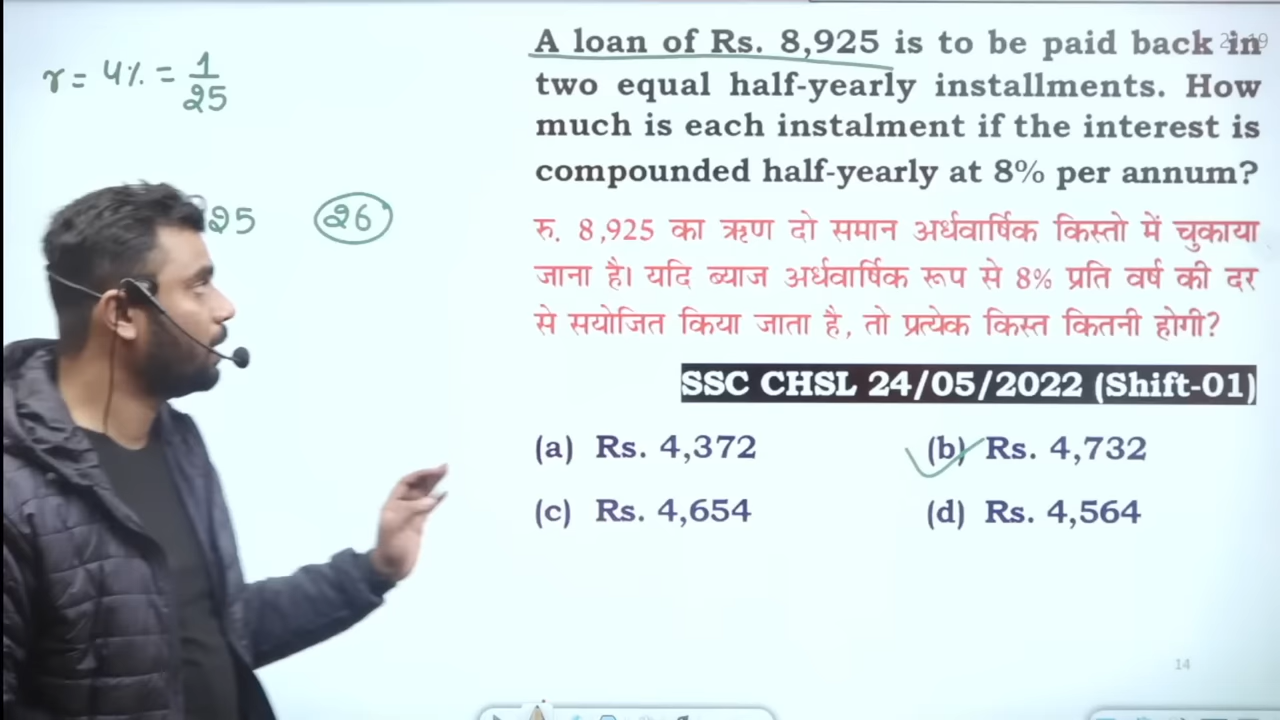 r = 4% = 1/25
25 26
A loan of Rs. 8,925 is to be paid back in
two equal half-yearly installments. How
much is each instalment if the interest is
compounded half-yearly at 8% per annum?
रु. 8,925 का ऋण दो समान अर्धवार्षिक किस्तो में चुकाया
जाना है। यदि ब्याज अर्धवार्षिक रूप से 8% प्रति वर्ष की दर
से सयोजित किया जाता है, तो प्रत्येक किस्त कितनी होगी?
SSC CHSL 24/05/2022 (Shift-01)
(a) Rs. 4,372 (b) Rs. 4,732
(c) Rs. 4,654 (d) Rs. 4,564
14